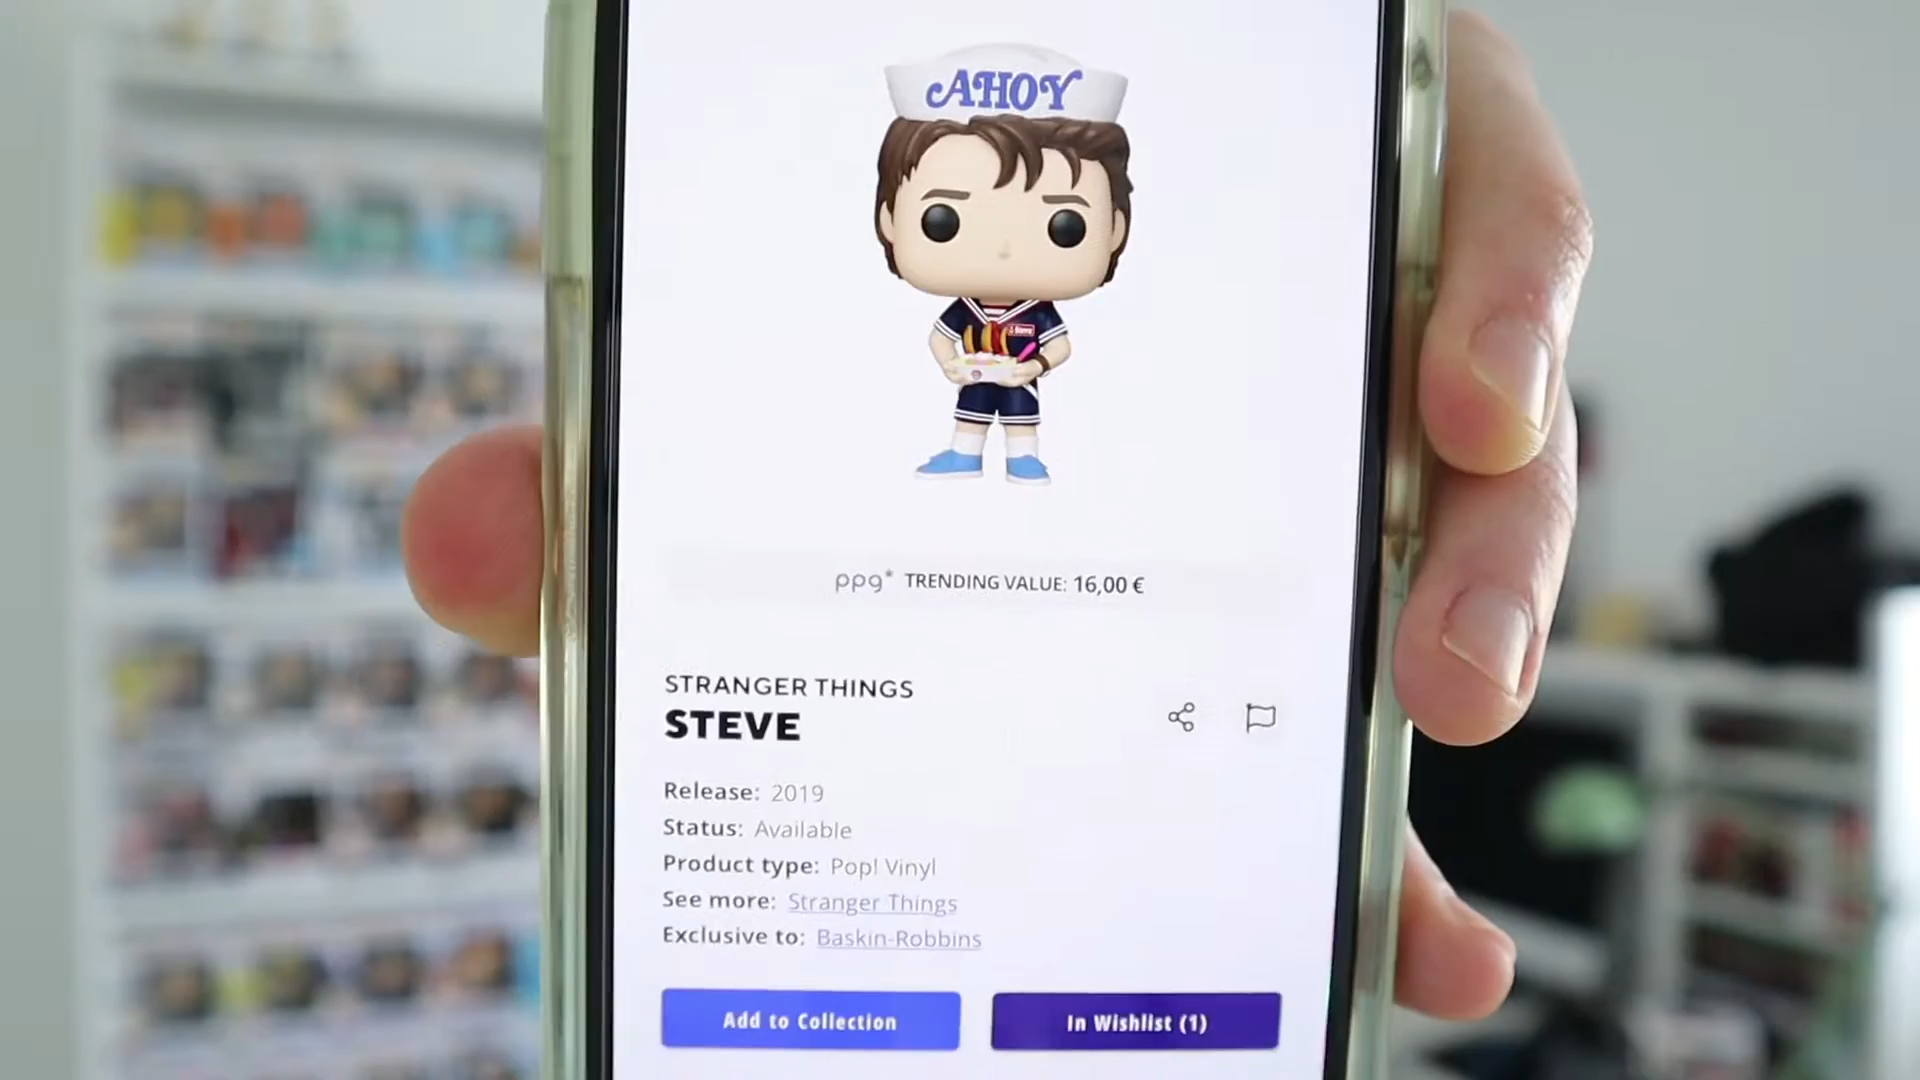 AHOY
Steve
ppg* TRENDING VALUE: 16,00 €
STRANGER THINGS
STEVE
Release: 2019
Status: Available
Product type: Pop! Vinyl
See more: Stranger Things
Exclusive to: Baskin-Robbins
Add to Collection
In Wishlist (1)